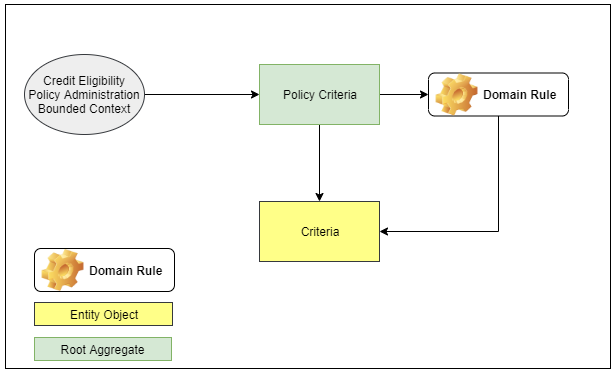 Credit Eligibility
Policy Administration
Bounded Context
Policy Criteria
Domain Rule
Criteria
Domain Rule
Entity Object
Root Aggregate